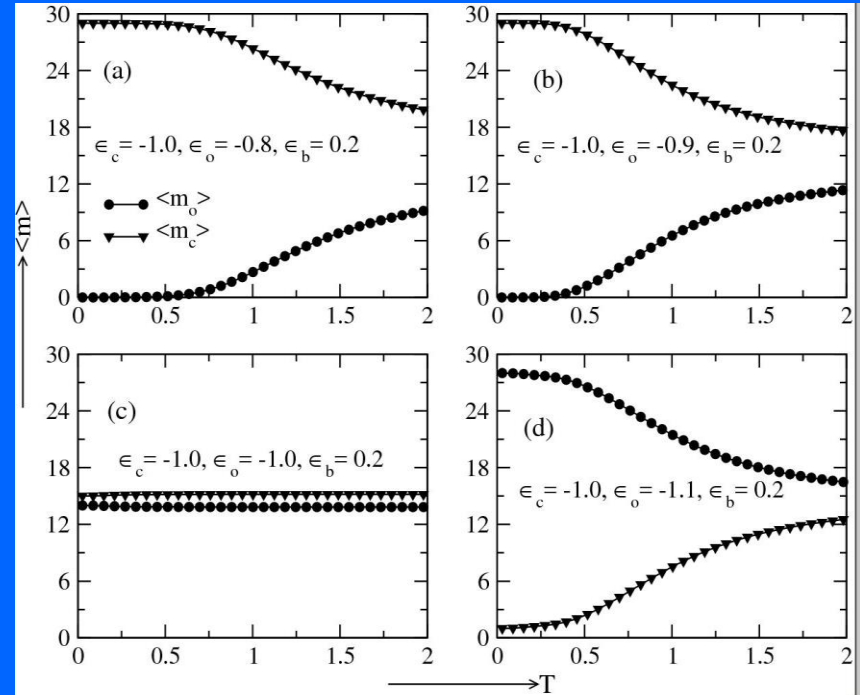 30
24
18
12
6
0
(a)
∈c= -1.0, ∈o= -0.8, ∈b= 0.2
<mo>
<mc>
0 0.5 1 1.5 2
30
24
18
12
6
0
(b)
∈c= -1.0, ∈o= -0.9, ∈b= 0.2
0 0.5 1 1.5 2
<m>
30
24
18
12
6
0
(c)
∈c= -1.0, ∈o= -1.0, ∈b= 0.2
0 0.5 1 1.5 2
30
24
18
12
6
0
(d)
∈c= -1.0, ∈o= -1.1, ∈b= 0.2
0 0.5 1 1.5 2
T